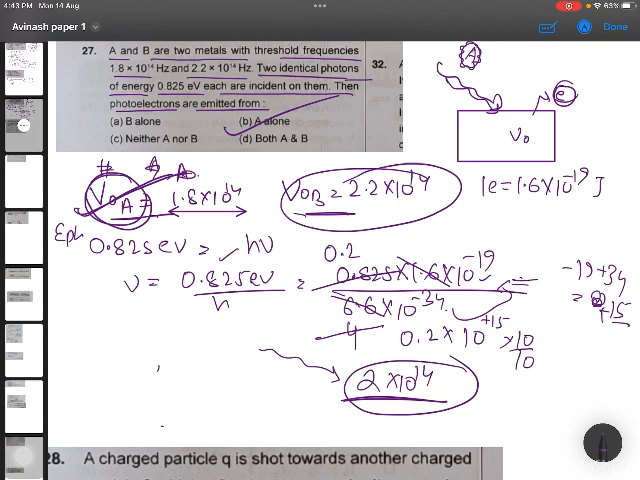 4:43 PM Mon 14 Aug
63%
Avinash paper 1
Done
27. A and B are two metals with threshold frequencies
1.8 × 10¹⁴ Hz and 2.2 × 10¹⁴ Hz. Two identical photons
of energy 0.825 eV each are incident on them. Then
photoelectrons are emitted from :
(a) B alone (b) A alone
(c) Neither A nor B (d) Both A & B
32.
A
e
V₀
V₀A = 1.8×10¹⁴
V₀B = 2.2×10¹⁴
1e = 1.6×10⁻¹⁹ J
Eph
0.825 eV = hν
ν = 0.825eV / h = 0.825×1.6×10⁻¹⁹ / 6.6×10⁻³⁴
0.2
4
-19+34
= +15
0.2 × 10⁺¹⁵ × 10/10
2 ×10¹⁴
28. A charged particle q is shot towards another charged